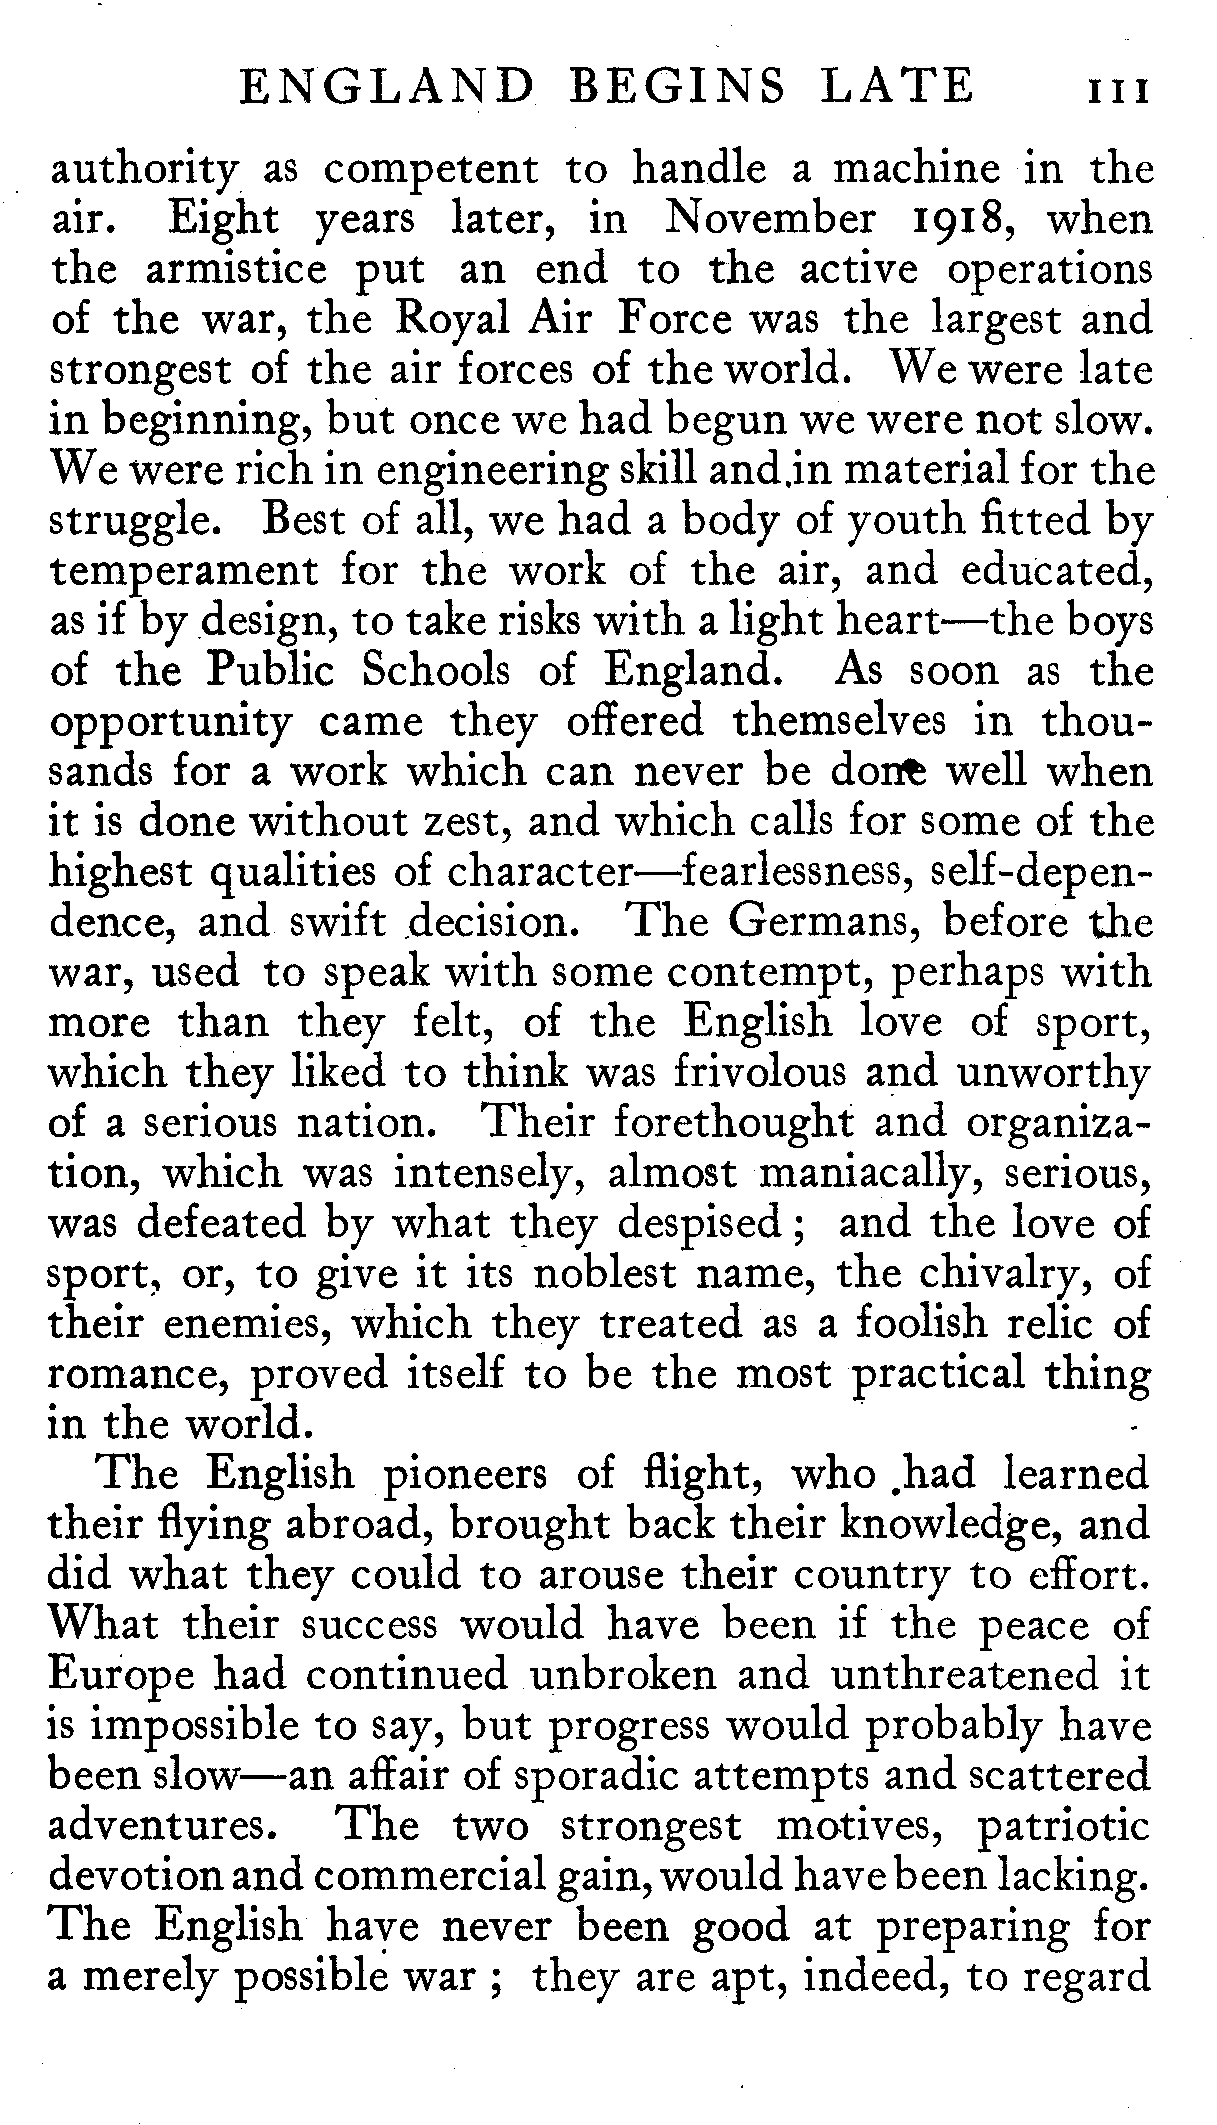 ENGLAND BEGINS LATE 111
authority as competent to handle a machine in the
air. Eight years later, in November 1918, when
the armistice put an end to the active operations
of the war, the Royal Air Force was the largest and
strongest of the air forces of the world. We were late
in beginning, but once we had begun we were not slow.
We were rich in engineering skill and in material for the
struggle. Best of all, we had a body of youth fitted by
temperament for the work of the air, and educated,
as if by design, to take risks with a light heart—the boys
of the Public Schools of England. As soon as the
opportunity came they offered themselves in thou-
sands for a work which can never be done well when
it is done without zest, and which calls for some of the
highest qualities of character—fearlessness, self-depen-
dence, and swift decision. The Germans, before the
war, used to speak with some contempt, perhaps with
more than they felt, of the English love of sport,
which they liked to think was frivolous and unworthy
of a serious nation. Their forethought and organiza-
tion, which was intensely, almost maniacally, serious,
was defeated by what they despised ; and the love of
sport, or, to give it its noblest name, the chivalry, of
their enemies, which they treated as a foolish relic of
romance, proved itself to be the most practical thing
in the world.
The English pioneers of flight, who had learned
their flying abroad, brought back their knowledge, and
did what they could to arouse their country to effort.
What their success would have been if the peace of
Europe had continued unbroken and unthreatened it
is impossible to say, but progress would probably have
been slow—an affair of sporadic attempts and scattered
adventures. The two strongest motives, patriotic
devotion and commercial gain, would have been lacking.
The English have never been good at preparing for
a merely possible war ; they are apt, indeed, to regard